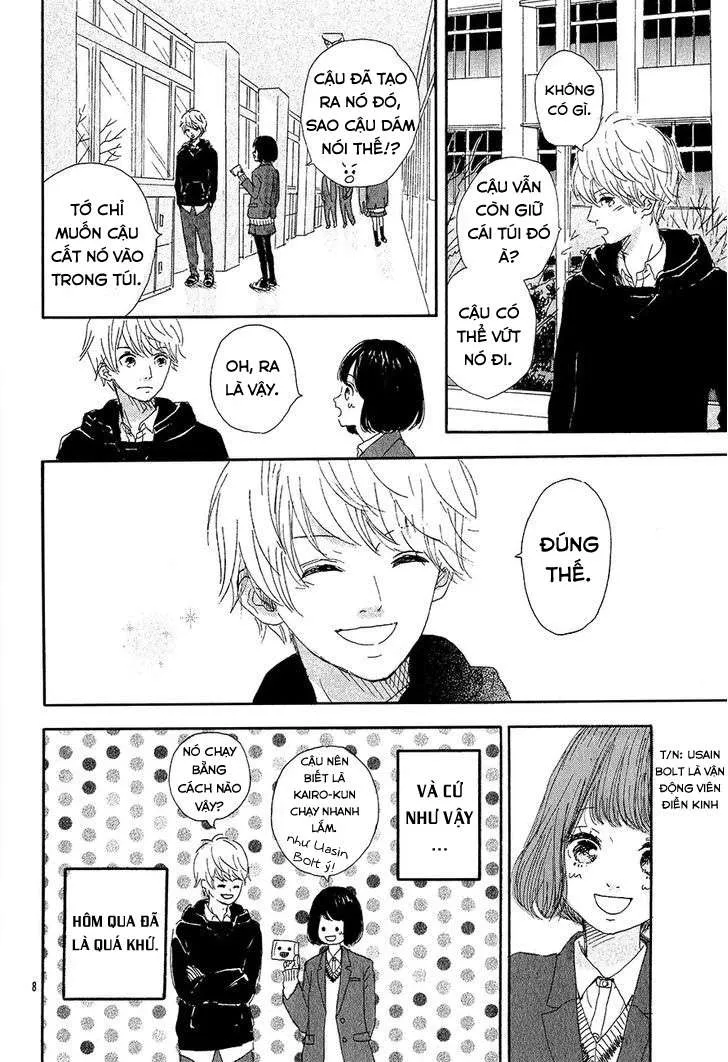 KHÔNG
CÓ GÌ.
CẬU VẪN
CÒN GIỮ
CÁI TÚI ĐÓ
À?
CẬU CÓ
THỂ VỨT
NÓ ĐI.
CẬU ĐÃ TẠO
RA NÓ ĐÓ,
SAO CẬU DÁM
NÓI THẾ!?
TỚ CHỈ
MUỐN CẬU
CẤT NÓ VÀO
TRONG TÚI.
OH, RA
LÀ VẬY.
ĐÚNG
THẾ.
T/N: USAIN
BOLT LÀ VẬN
ĐỘNG VIÊN
ĐIỀN KINH
VÀ CỨ
NHƯ VẬY
...
CẬU NÊN
BIẾT LÀ
KAIRO-KUN
CHẠY NHANH
LẮM.
như Uasin
Bolt ý!
NÓ CHẠY
BẰNG
CÁCH NÀO
VẬY?
HÔM QUA ĐÃ
LÀ QUÁ KHỨ.
8